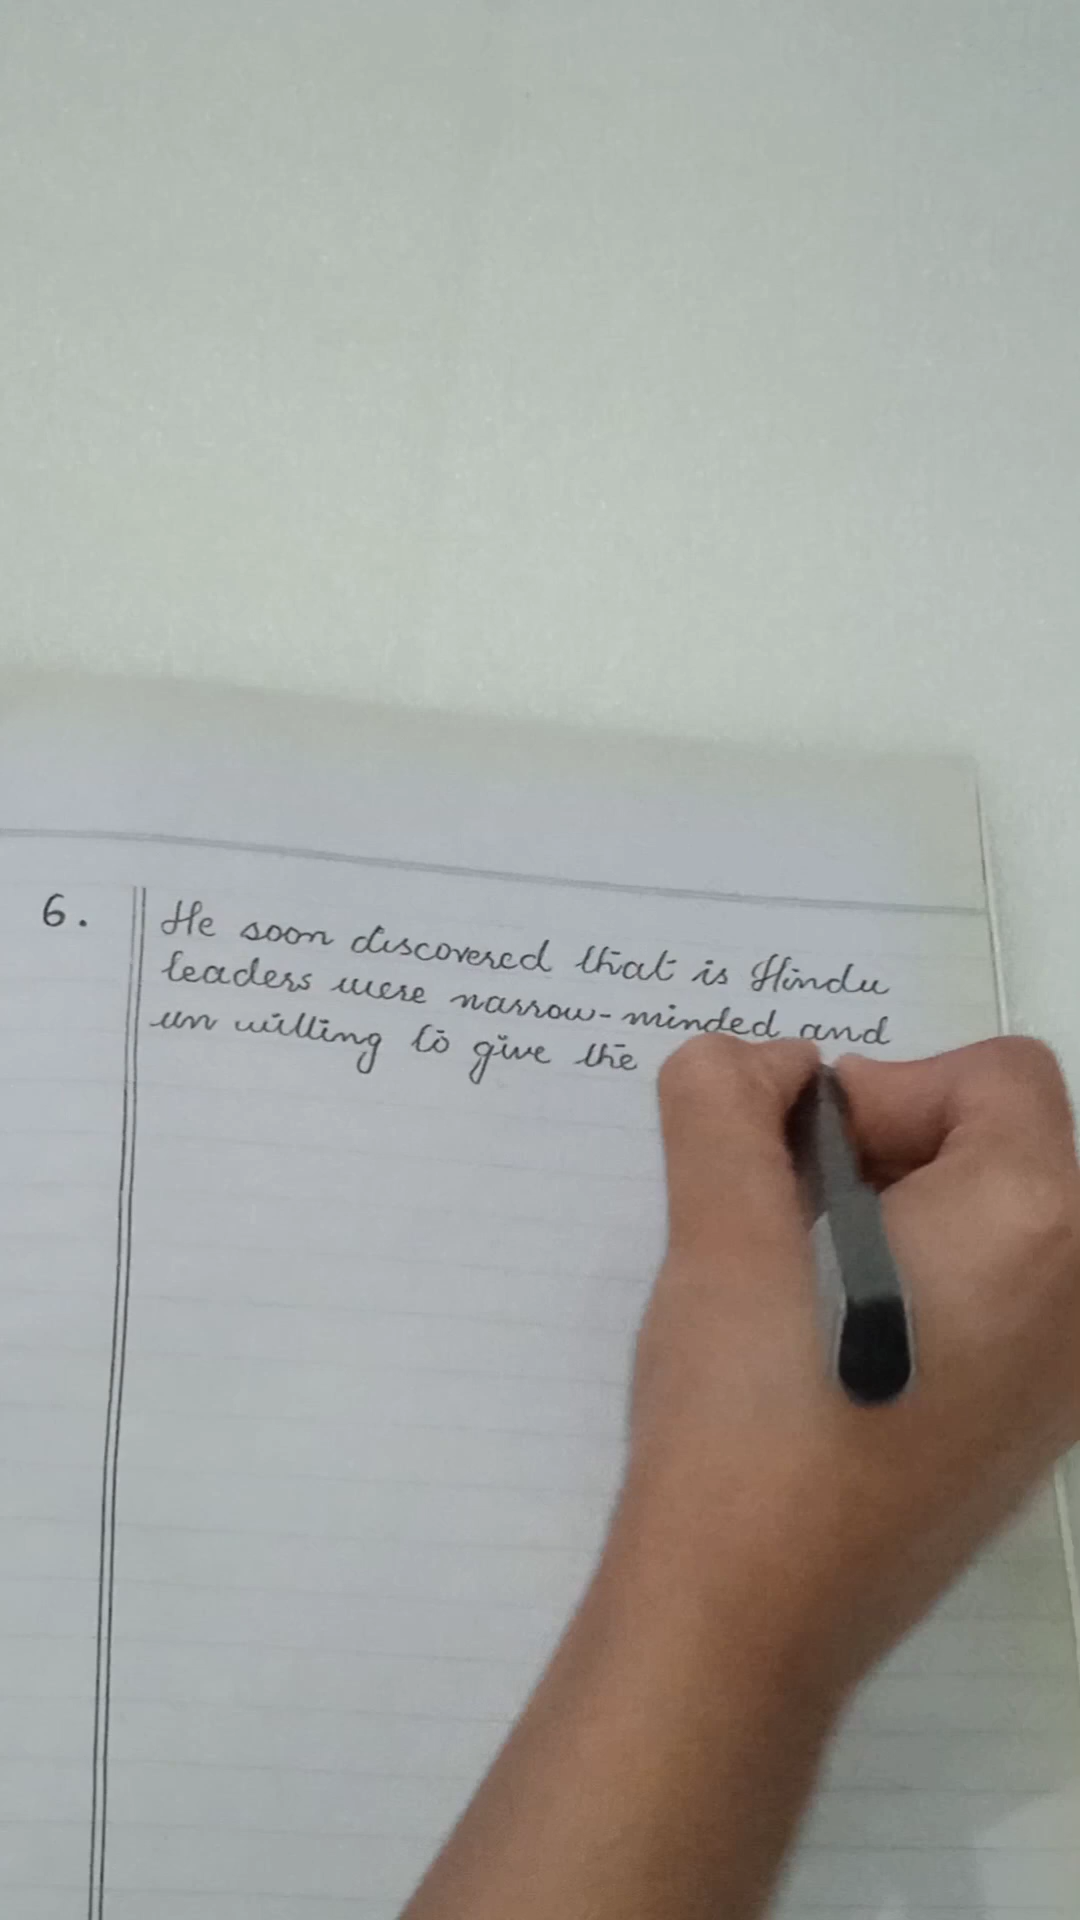 6. He soon discovered that is Hindu
leaders were narrow-minded and
un willing to give the